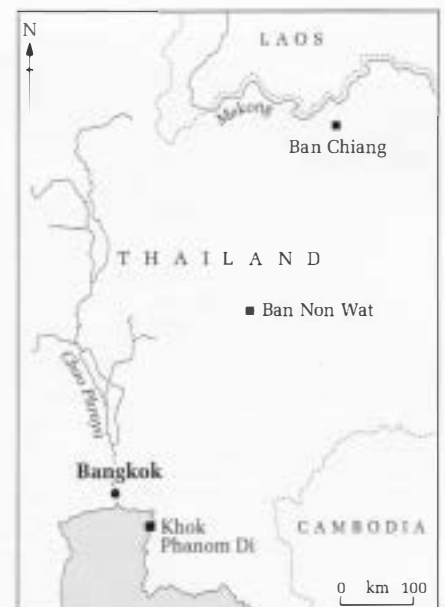 N
LAOS
Mekong
Ban Chiang
THAILAND
Ban Non Wat
Chao Phraya
Bangkok
Khok
Phanom Di
CAMBODIA
0 km 100